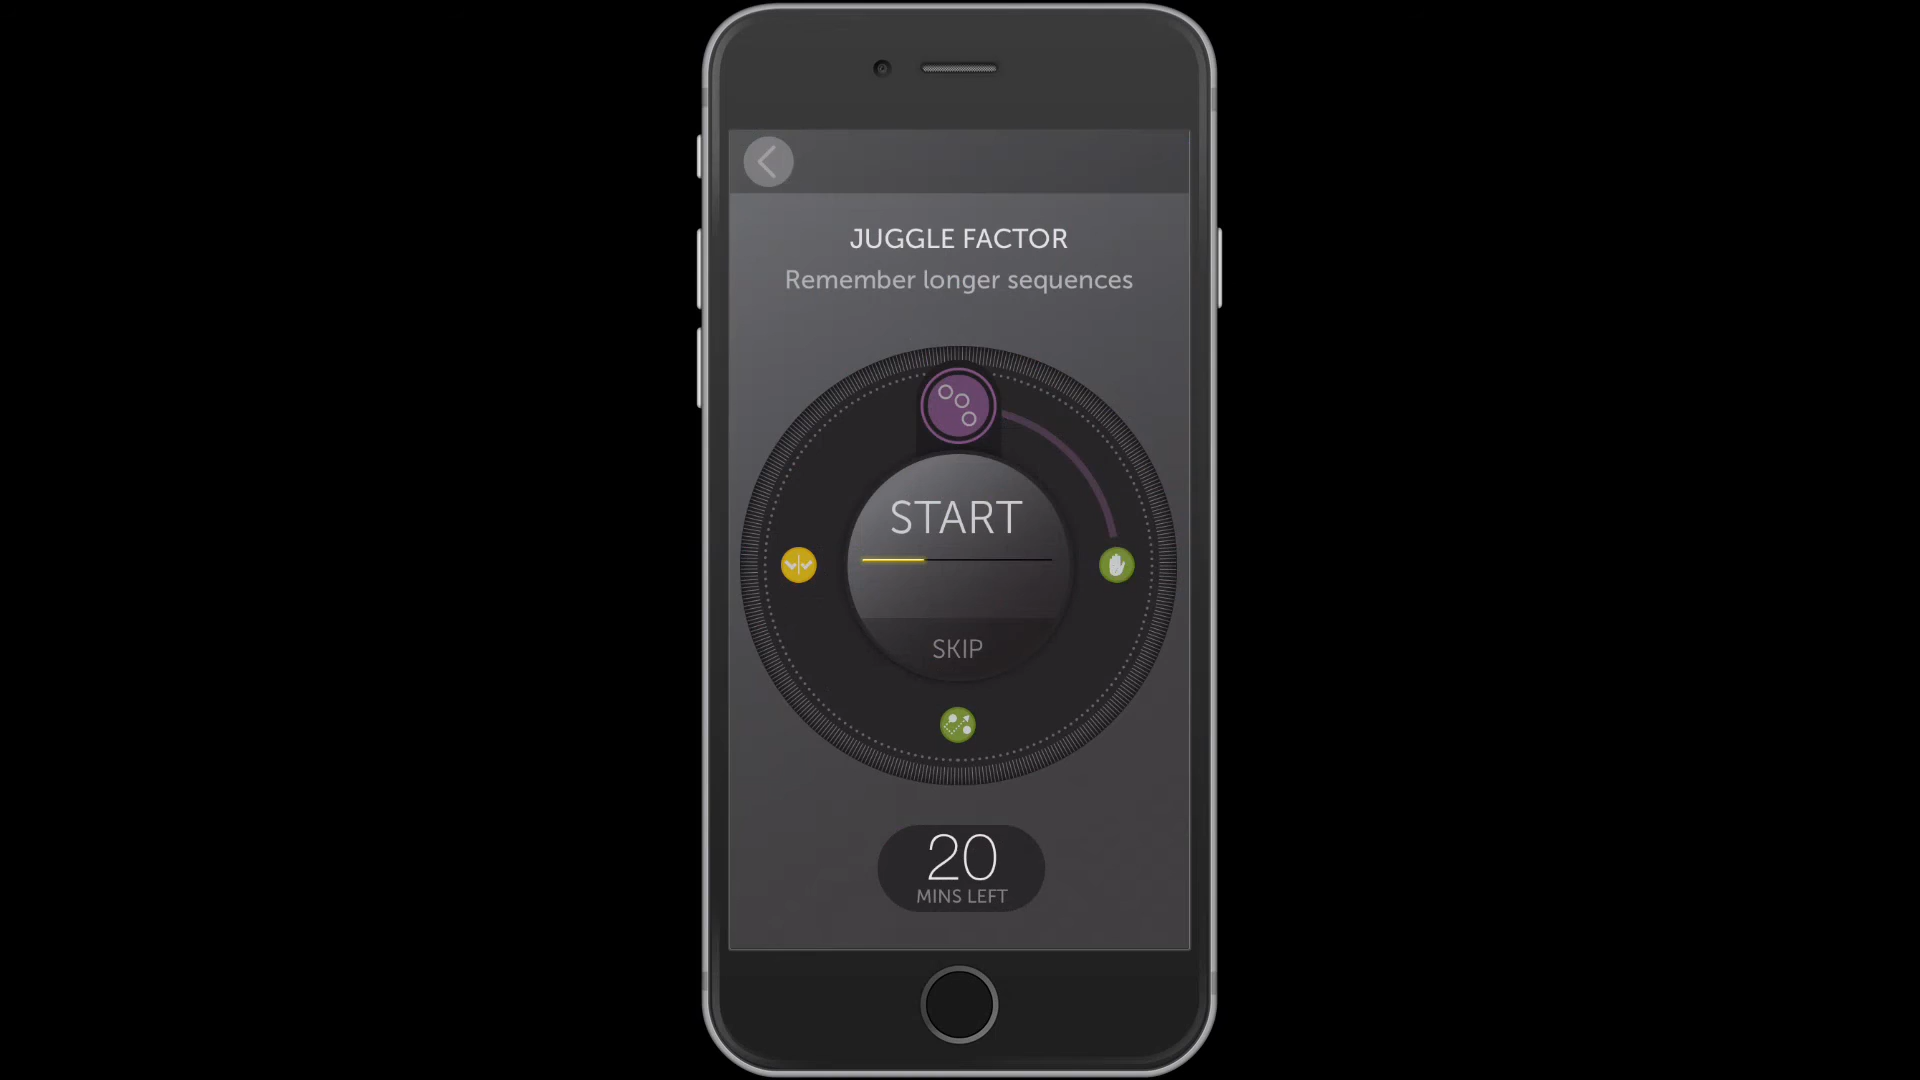 JUGGLE FACTOR
Remember longer sequences
START
SKIP
20
MINS LEFT